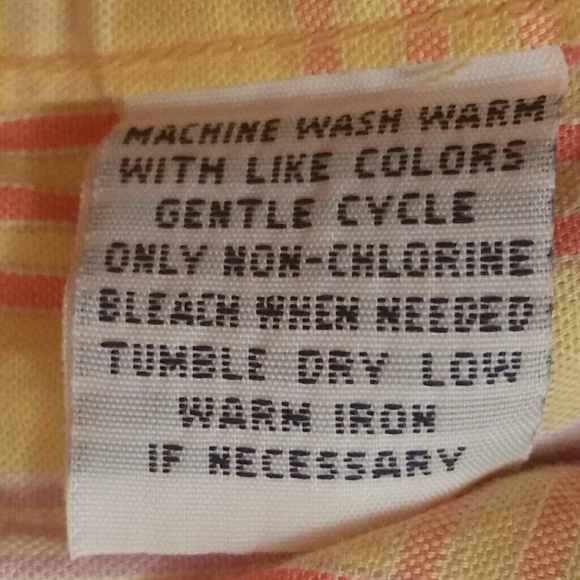 MACHINE WASH WARM
WITH LIKE COLORS
GENTLE CYCLE
ONLY NON-CHLORINE
BLEACH WHEN NEEDED
TUMBLE DRY LOW
WARM IRON
IF NECESSARY